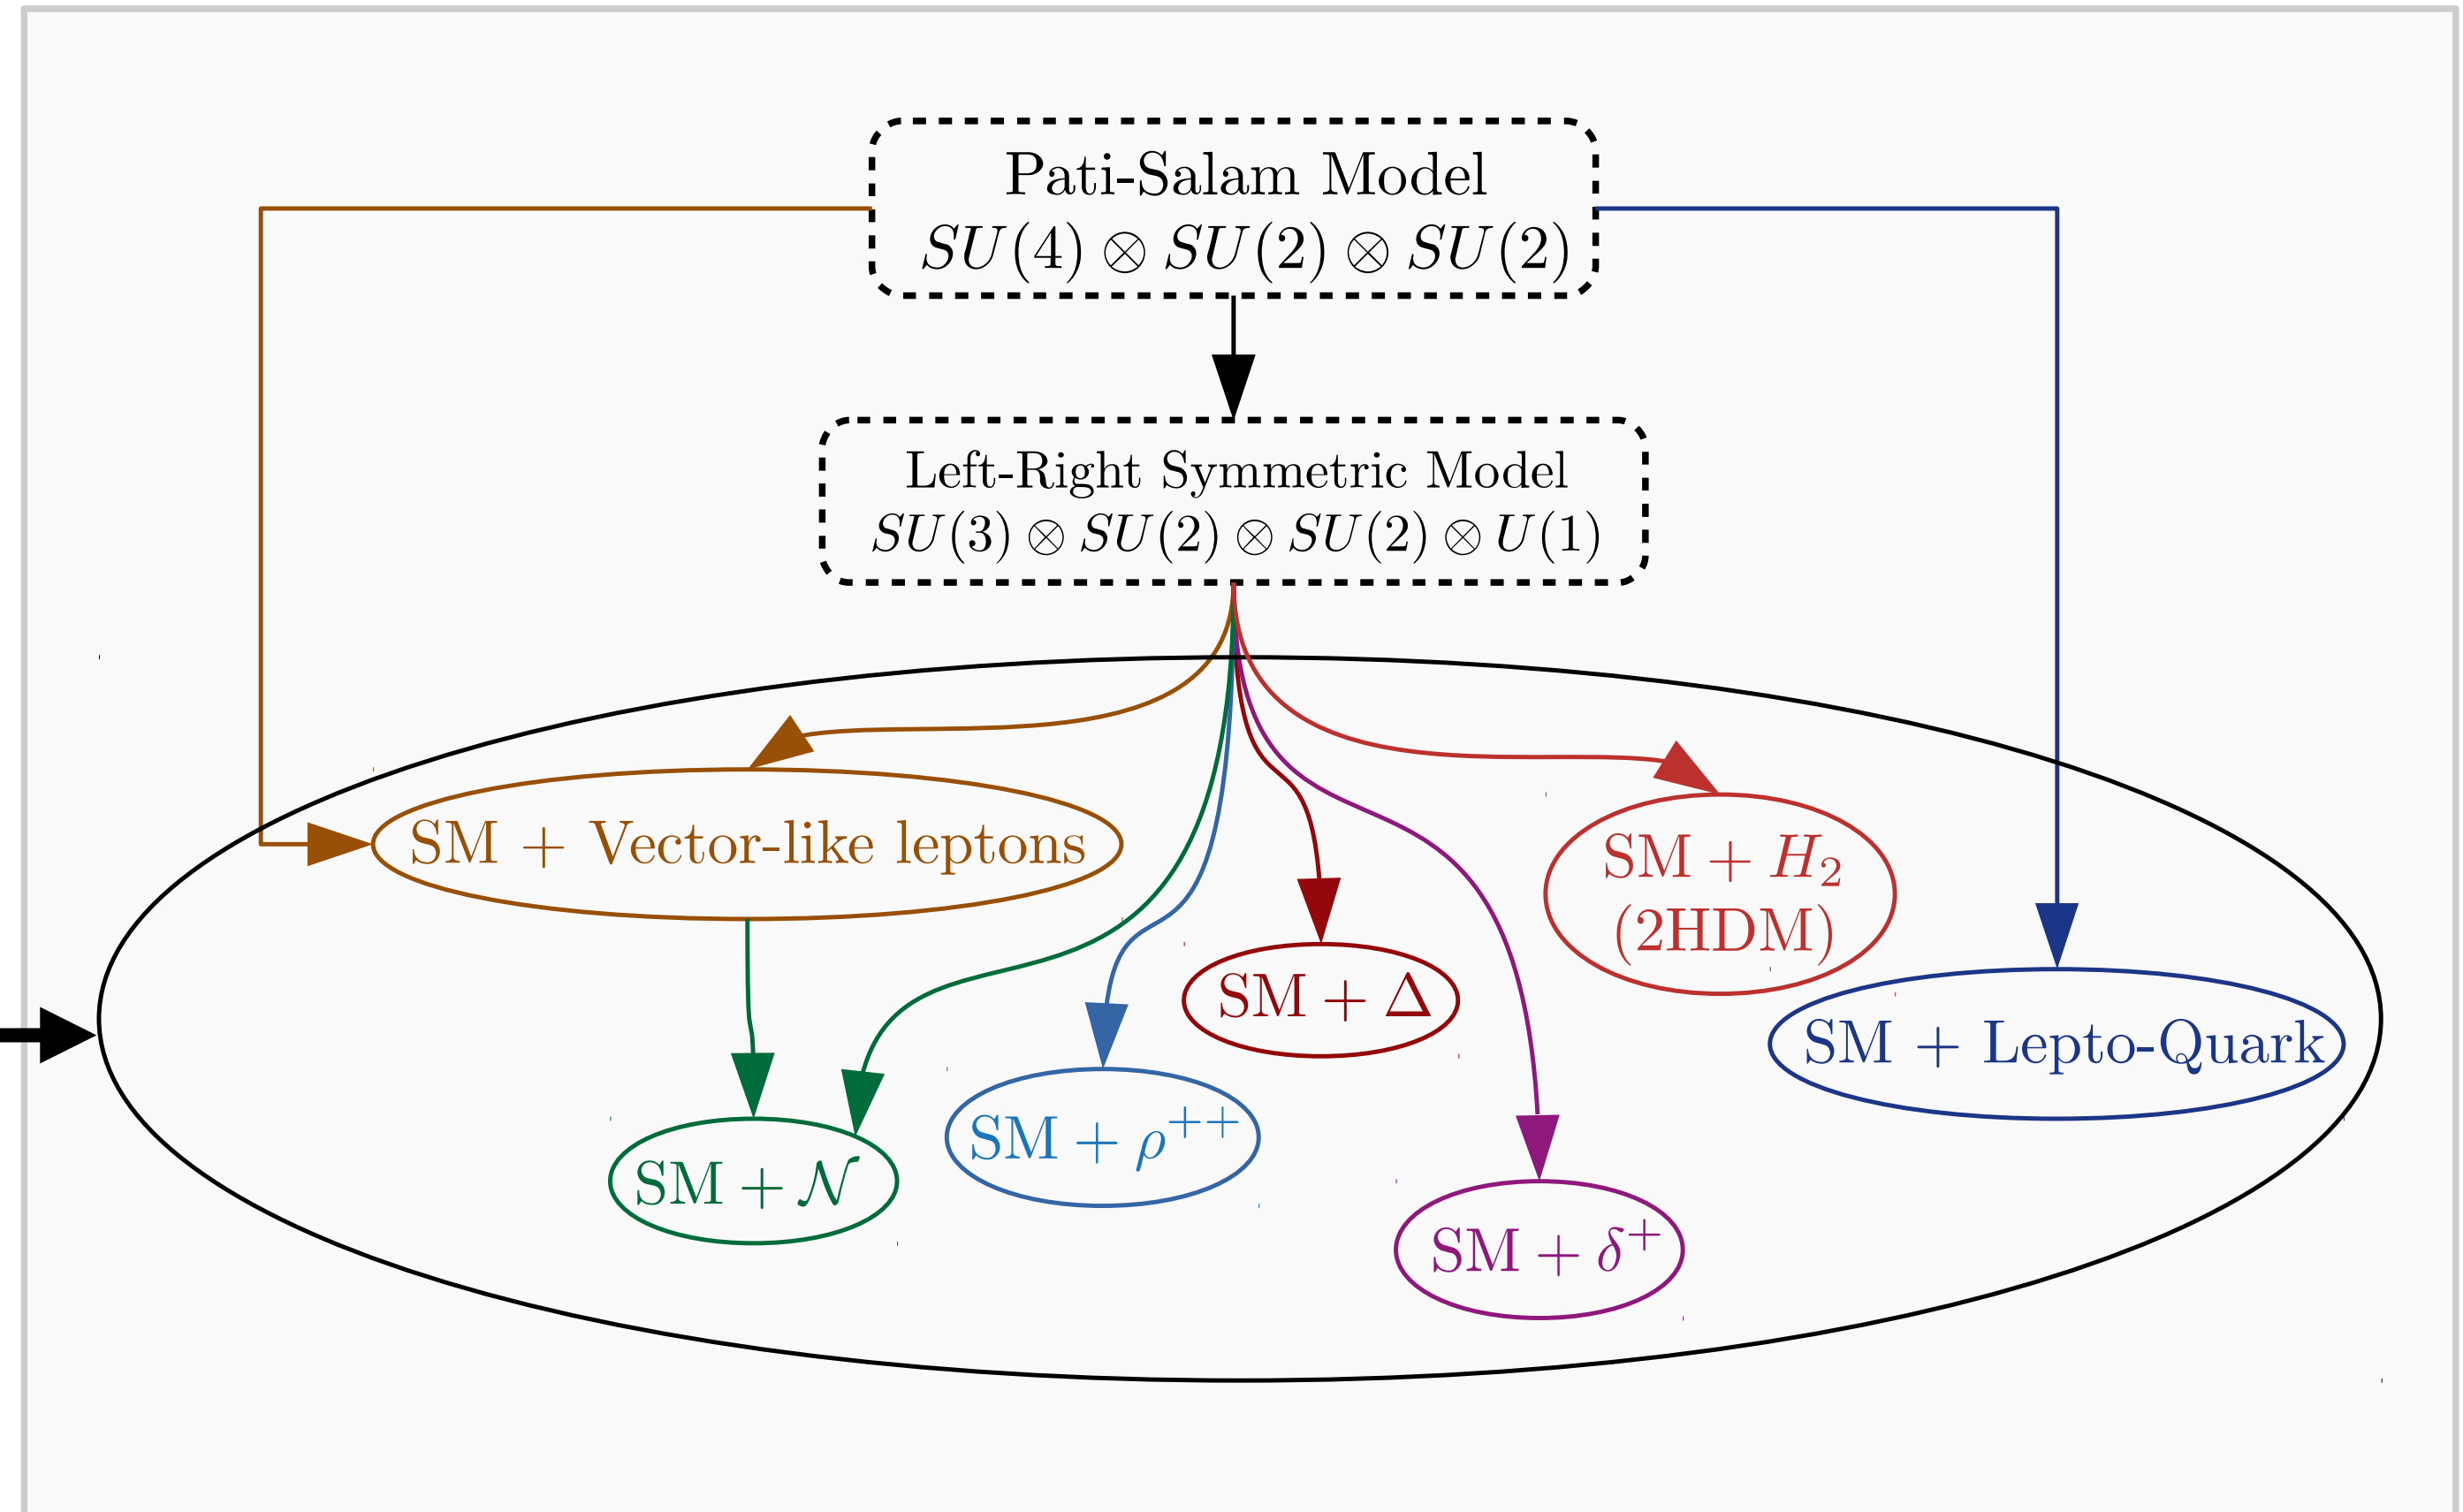 Pati-Salam Model
SU(4) ⊗ SU(2) ⊗ SU(2)
Left-Right Symmetric Model
SU(3) ⊗ SU(2) ⊗ SU(2) ⊗ U(1)
SM + Vector-like leptons
SM + H₂
(2HDM)
SM + Δ
SM + Lepto-Quark
SM + ρ⁺⁺
SM + 𝒩
SM + δ⁺